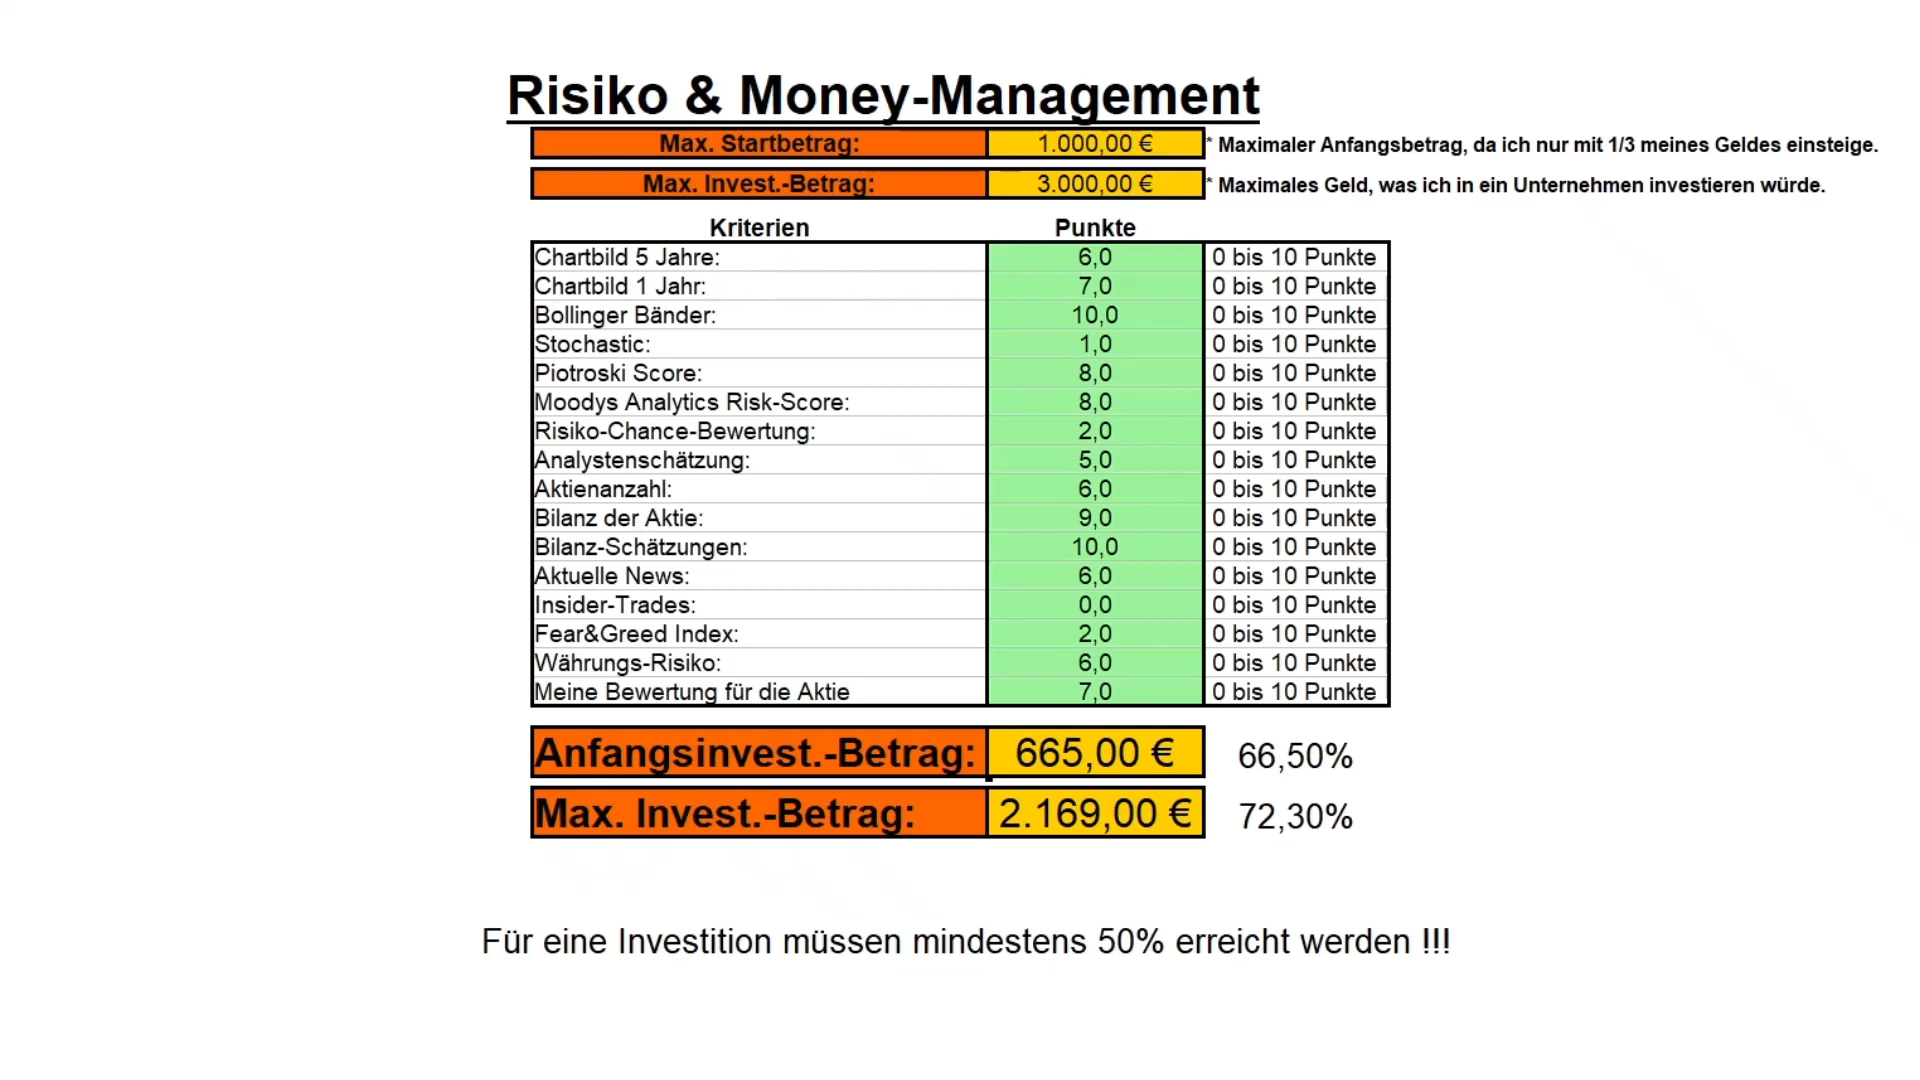 Risiko & Money-Management
Max. Startbetrag: 1.000,00 € * Maximaler Anfangsbetrag, da ich nur mit 1/3 meines Geldes einsteige.
Max. Invest.-Betrag: 3.000,00 € * Maximales Geld, was ich in ein Unternehmen investieren würde.
Kriterien Punkte
Chartbild 5 Jahre: 6,0 0 bis 10 Punkte
Chartbild 1 Jahr: 7,0 0 bis 10 Punkte
Bollinger Bänder: 10,0 0 bis 10 Punkte
Stochastic: 1,0 0 bis 10 Punkte
Piotroski Score: 8,0 0 bis 10 Punkte
Moodys Analytics Risk-Score: 8,0 0 bis 10 Punkte
Risiko-Chance-Bewertung: 2,0 0 bis 10 Punkte
Analystenschätzung: 5,0 0 bis 10 Punkte
Aktienanzahl: 6,0 0 bis 10 Punkte
Bilanz der Aktie: 9,0 0 bis 10 Punkte
Bilanz-Schätzungen: 10,0 0 bis 10 Punkte
Aktuelle News: 6,0 0 bis 10 Punkte
Insider-Trades: 0,0 0 bis 10 Punkte
Fear&Greed Index: 2,0 0 bis 10 Punkte
Währungs-Risiko: 6,0 0 bis 10 Punkte
Meine Bewertung für die Aktie 7,0 0 bis 10 Punkte
Anfangsinvest.-Betrag: 665,00 € 66,50%
Max. Invest.-Betrag: 2.169,00 € 72,30%
Für eine Investition müssen mindestens 50% erreicht werden !!!